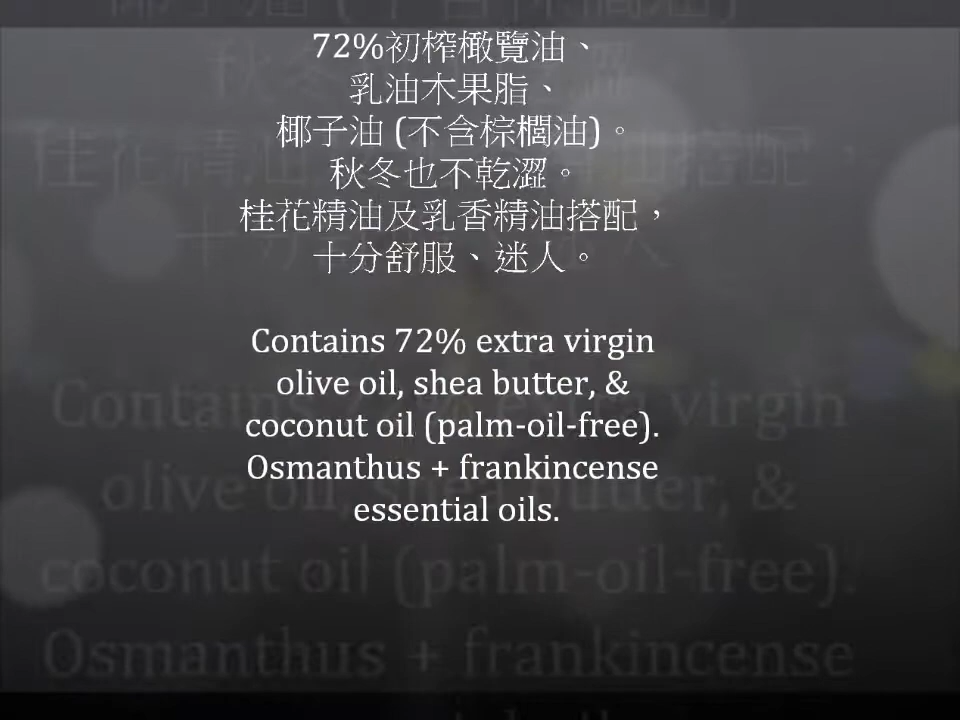 72%初榨橄覽油、
乳油木果脂、
椰子油 (不含棕櫚油)。
秋冬也不乾澀。
桂花精油及乳香精油搭配，
十分舒服、迷人。
Contains 72% extra virgin
olive oil, shea butter, &
coconut oil (palm-oil-free).
Osmanthus + frankincense
essential oils.